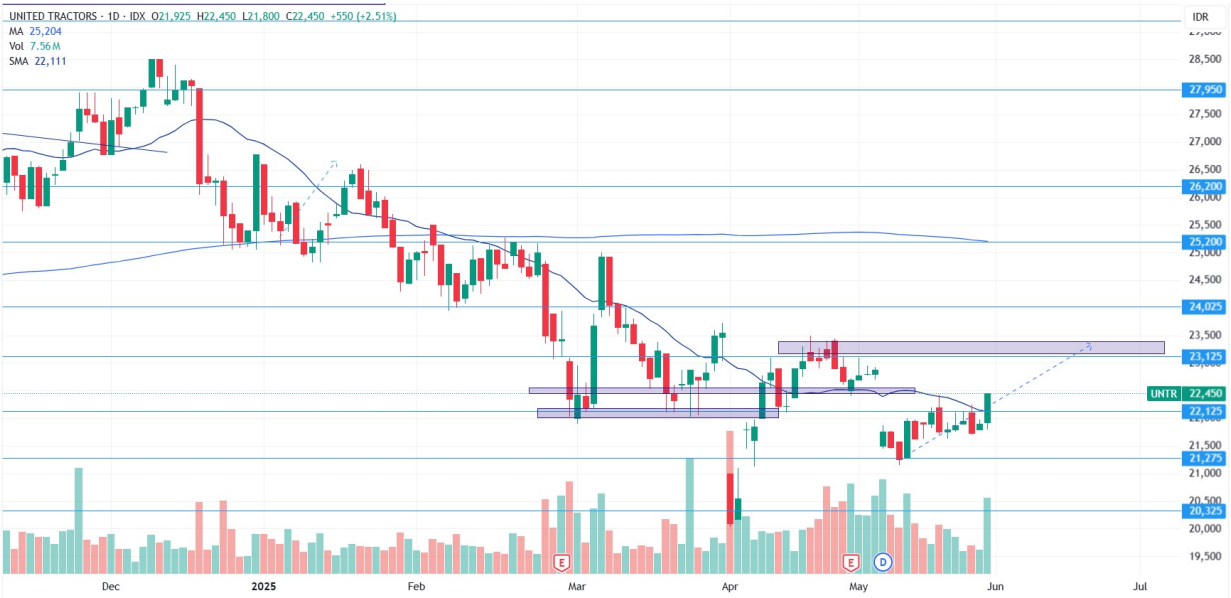 UNITED TRACTORS · 1D · IDX O21,925 H22,450 L21,800 C22,450 +550 (+2.51%)
IDR
MA 25,204
Vol 7.56M
SMA 22,111
28,500
27,950
27,500
27,000
26,500
26,200
26,000
25,500
25,200
25,000
24,500
24,025
23,500
23,125
UNTR 22,450
22,125
21,500
21,275
21,000
20,500
20,325
20,000
19,500
E
E
D
Dec
2025
Feb
Mar
Apr
May
Jun
Jul